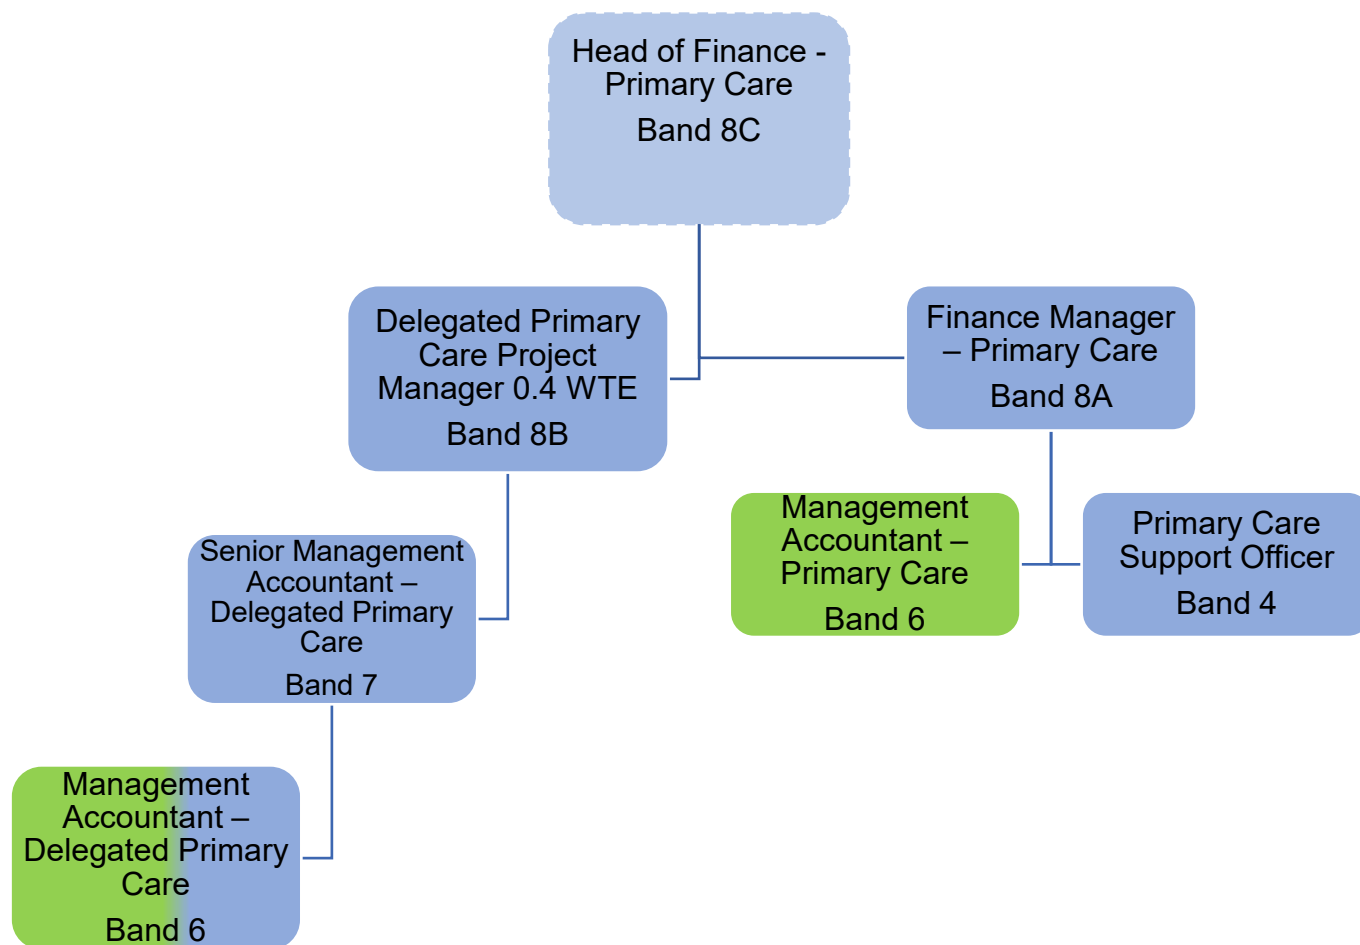 Head of Finance -
Primary Care
Band 8C
Delegated Primary
Care Project
Manager 0.4 WTE
Band 8B
Finance Manager
– Primary Care
Band 8A
Senior Management
Accountant –
Delegated Primary
Care
Band 7
Management
Accountant –
Primary Care
Band 6
Primary Care
Support Officer
Band 4
Management
Accountant –
Delegated Primary
Care
Band 6